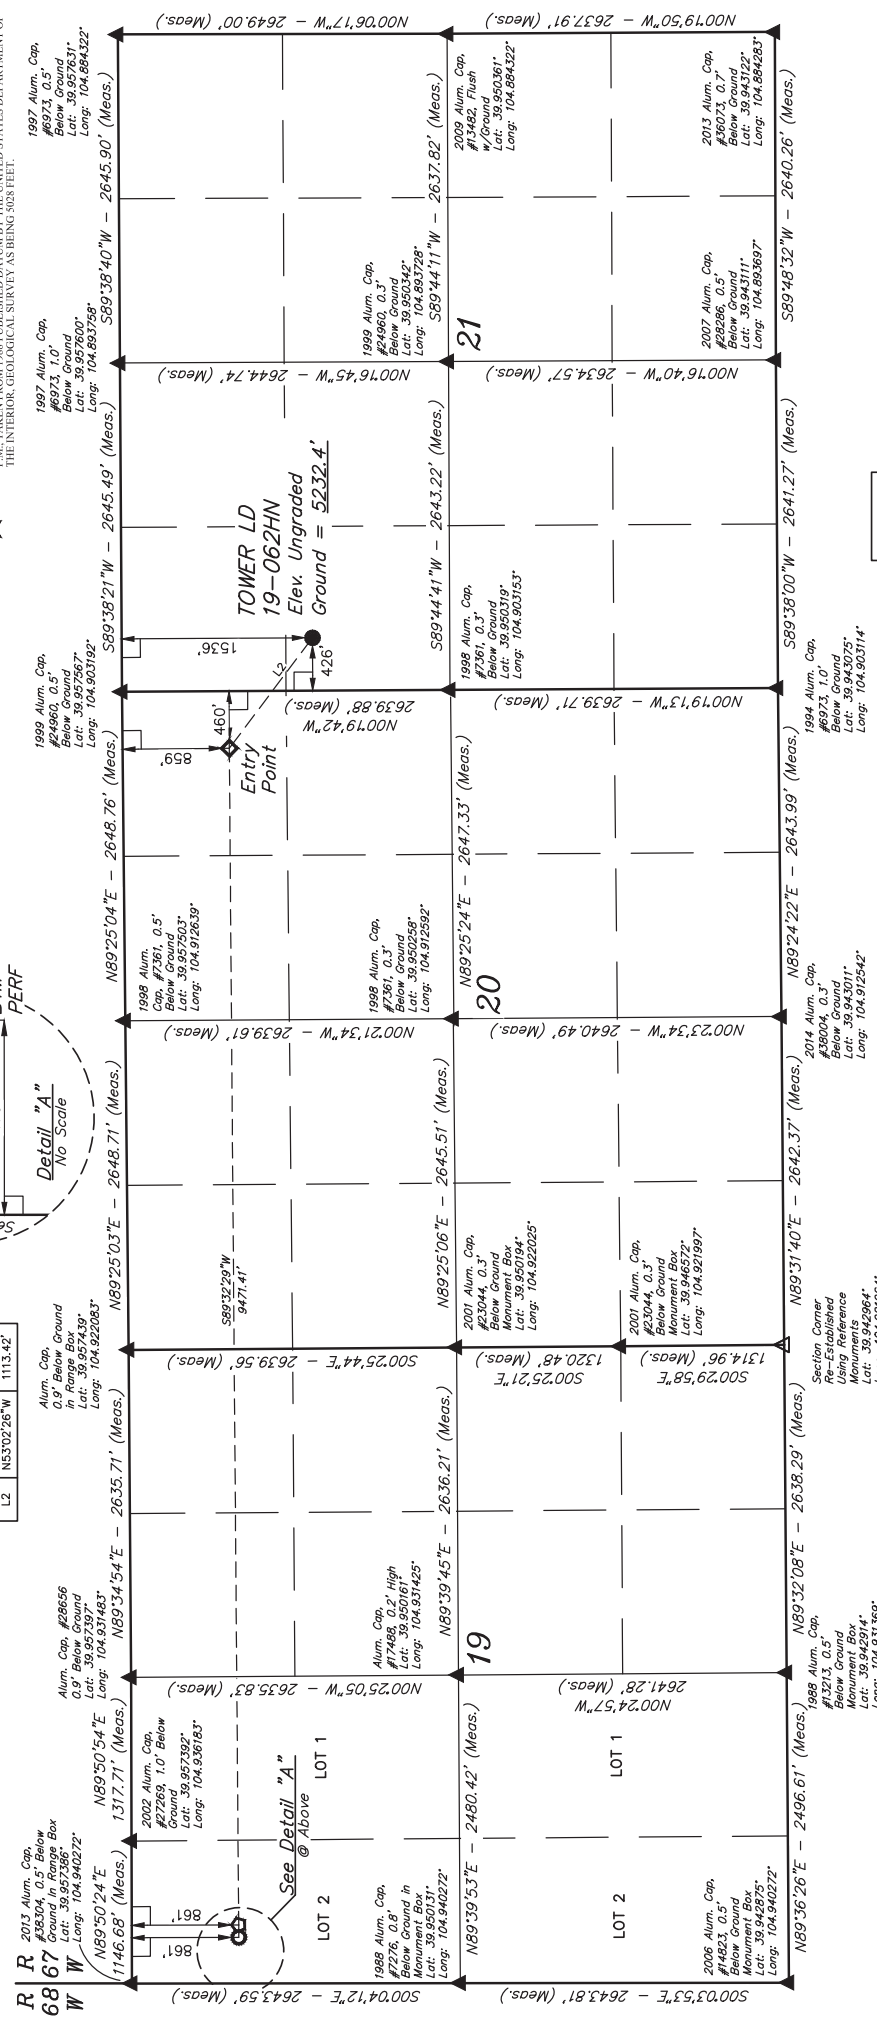 THE INTERIOR, GEOLOGICAL SURVEY AS BEING 5028 FEET.
L2 N53°02'26"W 1113.42'
PERF
Detail "A"
No Scale
R R
68 67
W W
2013 Alum. Cap,
#38304, 0.5' Below
Ground in Range Box
Lat: 39.957386°
Long: 104.940272°
N89°50'24"E
1146.68' (Meas.)
N89°50'54"E
1317.71' (Meas.)
2002 Alum. Cap,
#27269, 1.0' Below
Ground
Lat: 39.957392°
Long: 104.936183°
Alum. Cap, #28656
0.9' Below Ground
Lat: 39.957397°
Long: 104.931483°
N89°34'54"E – 2635.71' (Meas.)
Alum. Cap,
0.9' Below Ground
in Range Box
Lat: 39.957439°
Long: 104.922083°
N89°25'03"E – 2648.71' (Meas.)
1998 Alum.
Cap, #7361, 0.5'
Below Ground
Lat: 39.957503°
Long: 104.912639°
N89°25'04"E – 2648.76' (Meas.)
1999 Alum. Cap,
#24960, 0.5'
Below Ground
Lat: 39.957567°
Long: 104.903192°
S89°38'21"W – 2645.49' (Meas.)
1997 Alum. Cap,
#6973, 1.0'
Below Ground
Lat: 39.957600°
Long: 104.893758°
S89°38'40"W – 2645.90' (Meas.)
1997 Alum. Cap,
#6973, 0.5'
Below Ground
Lat: 39.957631°
Long: 104.884322°
861'
861'
See Detail "A"
@ Above
S89°32'29"W
9471.41'
859'
460'
Entry
Point
L2
1536'
426'
TOWER LD
19-062HN
Elev. Ungraded
Ground = 5232.4'
LOT 2
LOT 1
S00°04'12"E – 2643.59' (Meas.)
N00°25'05"W – 2635.83' (Meas.)
S00°25'44"E – 2639.56' (Meas.)
N00°21'34"W – 2639.61' (Meas.)
N00°19'42"W
2639.88' (Meas.)
N00°16'45"W – 2644.74' (Meas.)
N00°06'17"W – 2649.00' (Meas.)
1988 Alum. Cap,
#7276, 0.8'
Below Ground in
Monument Box
Lat: 39.950131°
Long: 104.940272°
N89°39'53"E – 2480.42' (Meas.)
Alum. Cap,
#17488, 0.2' High
Lat: 39.950161°
Long: 104.931425°
N89°39'45"E – 2636.21' (Meas.)
2001 Alum. Cap,
#23044, 0.3'
Below Ground
Monument Box
Lat: 39.950194°
Long: 104.922025°
N89°25'06"E – 2645.51' (Meas.)
1998 Alum. Cap,
#7361, 0.3'
Below Ground
Lat: 39.950258°
Long: 104.912592°
N89°25'24"E – 2647.33' (Meas.)
1998 Alum. Cap,
#7361, 0.3'
Below Ground
Lat: 39.950319°
Long: 104.903153°
S89°44'41"W – 2643.22' (Meas.)
1999 Alum. Cap,
#24960, 0.3'
Below Ground
Lat: 39.950342°
Long: 104.893728°
S89°44'11"W – 2637.82' (Meas.)
2009 Alum. Cap,
#13482, Flush
w/Ground
Lat: 39.950361°
Long: 104.884322°
19
20
21
LOT 2
LOT 1
S00°03'53"E – 2643.81' (Meas.)
N00°24'57"W
2641.28' (Meas.)
S00°25'21"E
1320.48' (Meas.)
2001 Alum. Cap,
#23044, 0.3'
Below Ground
Monument Box
Lat: 39.946572°
Long: 104.921997°
S00°29'58"E
1314.96' (Meas.)
N00°23'34"W – 2640.49' (Meas.)
N00°19'13"W – 2639.71' (Meas.)
N00°16'40"W – 2634.57' (Meas.)
N00°19'50"W – 2637.91' (Meas.)
2006 Alum. Cap,
#14823, 0.5'
Below Ground
Monument Box
Lat: 39.942875°
Long: 104.940272°
N89°36'26"E – 2496.61' (Meas.)
1988 Alum. Cap,
#13213, 0.5'
Below Ground
Monument Box
Lat: 39.942914°
Long: 104.931369°
N89°32'08"E – 2638.29' (Meas.)
Section Corner
Re-Established
Using Reference
Monuments
Lat: 39.942964°
N89°31'40"E – 2642.37' (Meas.)
2014 Alum. Cap,
#38004, 0.3'
Below Ground
Lat: 39.943011°
Long: 104.912542°
N89°24'22"E – 2643.99' (Meas.)
1994 Alum. Cap,
#6973, 1.0'
Below Ground
Lat: 39.943075°
Long: 104.903114°
S89°38'00"W – 2641.27' (Meas.)
2007 Alum. Cap,
#28286, 0.5'
Below Ground
Lat: 39.943111°
Long: 104.893697°
S89°48'32"W – 2640.26' (Meas.)
2013 Alum. Cap,
#36073, 0.7'
Below Ground
Lat: 39.943122°
Long: 104.884283°